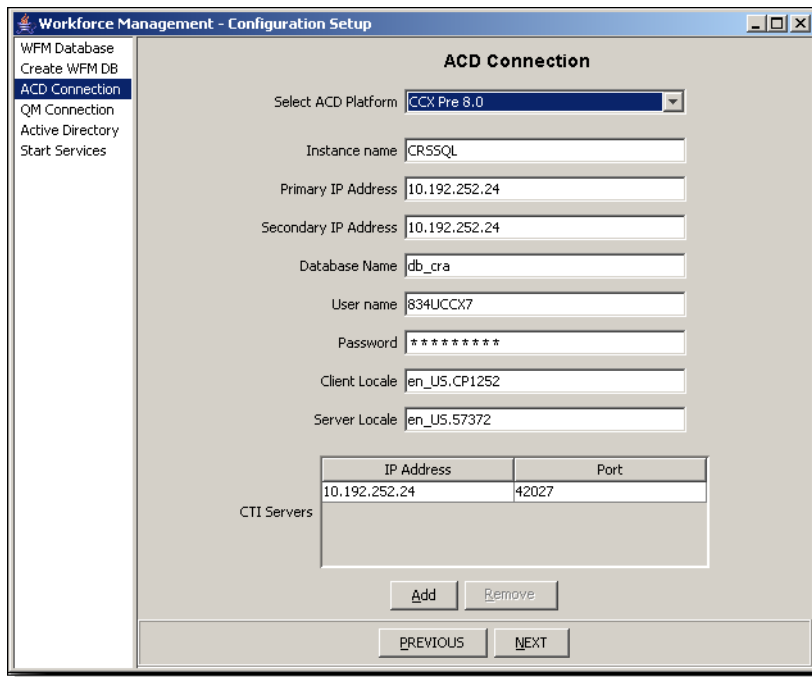 Workforce Management - Configuration Setup
WFM Database
Create WFM DB
ACD Connection
QM Connection
Active Directory
Start Services
ACD Connection
Select ACD Platform CCX Pre 8.0
Instance name CRSSQL
Primary IP Address 10.192.252.24
Secondary IP Address 10.192.252.24
Database Name db_cra
User name 834UCCX7
Password *********
Client Locale en_US.CP1252
Server Locale en_US.57372
IP Address Port
10.192.252.24 42027
CTI Servers
Add Remove
PREVIOUS NEXT